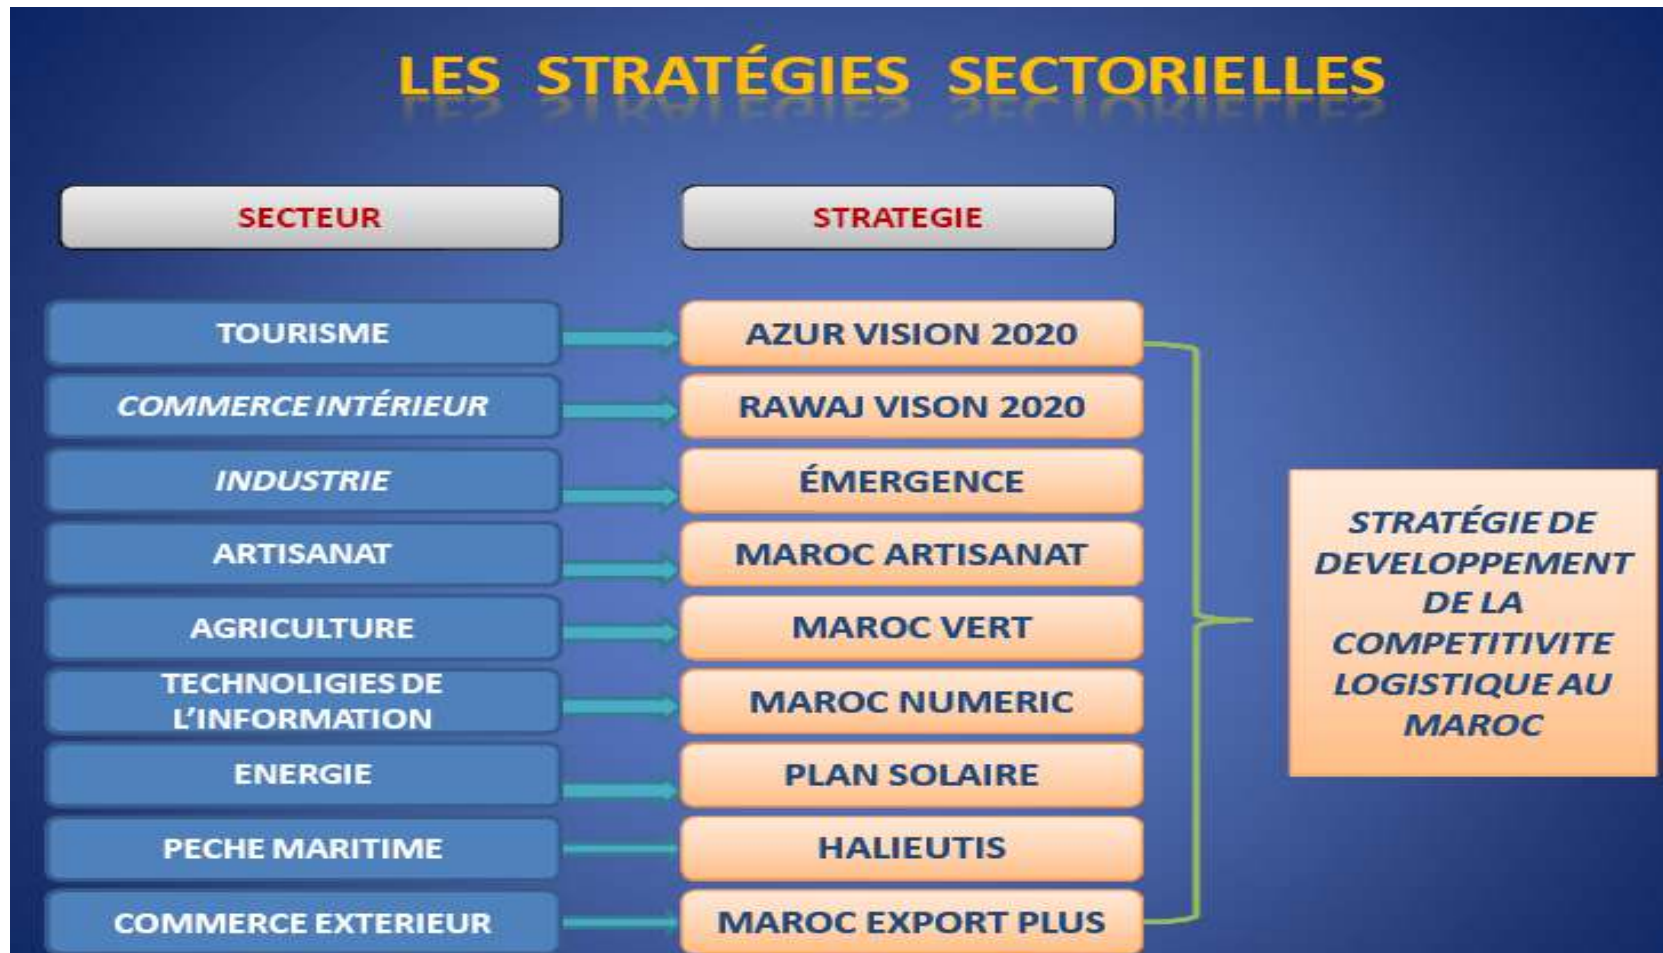 LES STRATÉGIES SECTORIELLES
SECTEUR
STRATEGIE
TOURISME
AZUR VISION 2020
COMMERCE INTÉRIEUR
RAWAJ VISON 2020
INDUSTRIE
ÉMERGENCE
ARTISANAT
MAROC ARTISANAT
AGRICULTURE
MAROC VERT
TECHNOLIGIES DE
L’INFORMATION
MAROC NUMERIC
ENERGIE
PLAN SOLAIRE
PECHE MARITIME
HALIEUTIS
COMMERCE EXTERIEUR
MAROC EXPORT PLUS
STRATÉGIE DE
DEVELOPPEMENT
DE LA
COMPETITIVITE
LOGISTIQUE AU
MAROC